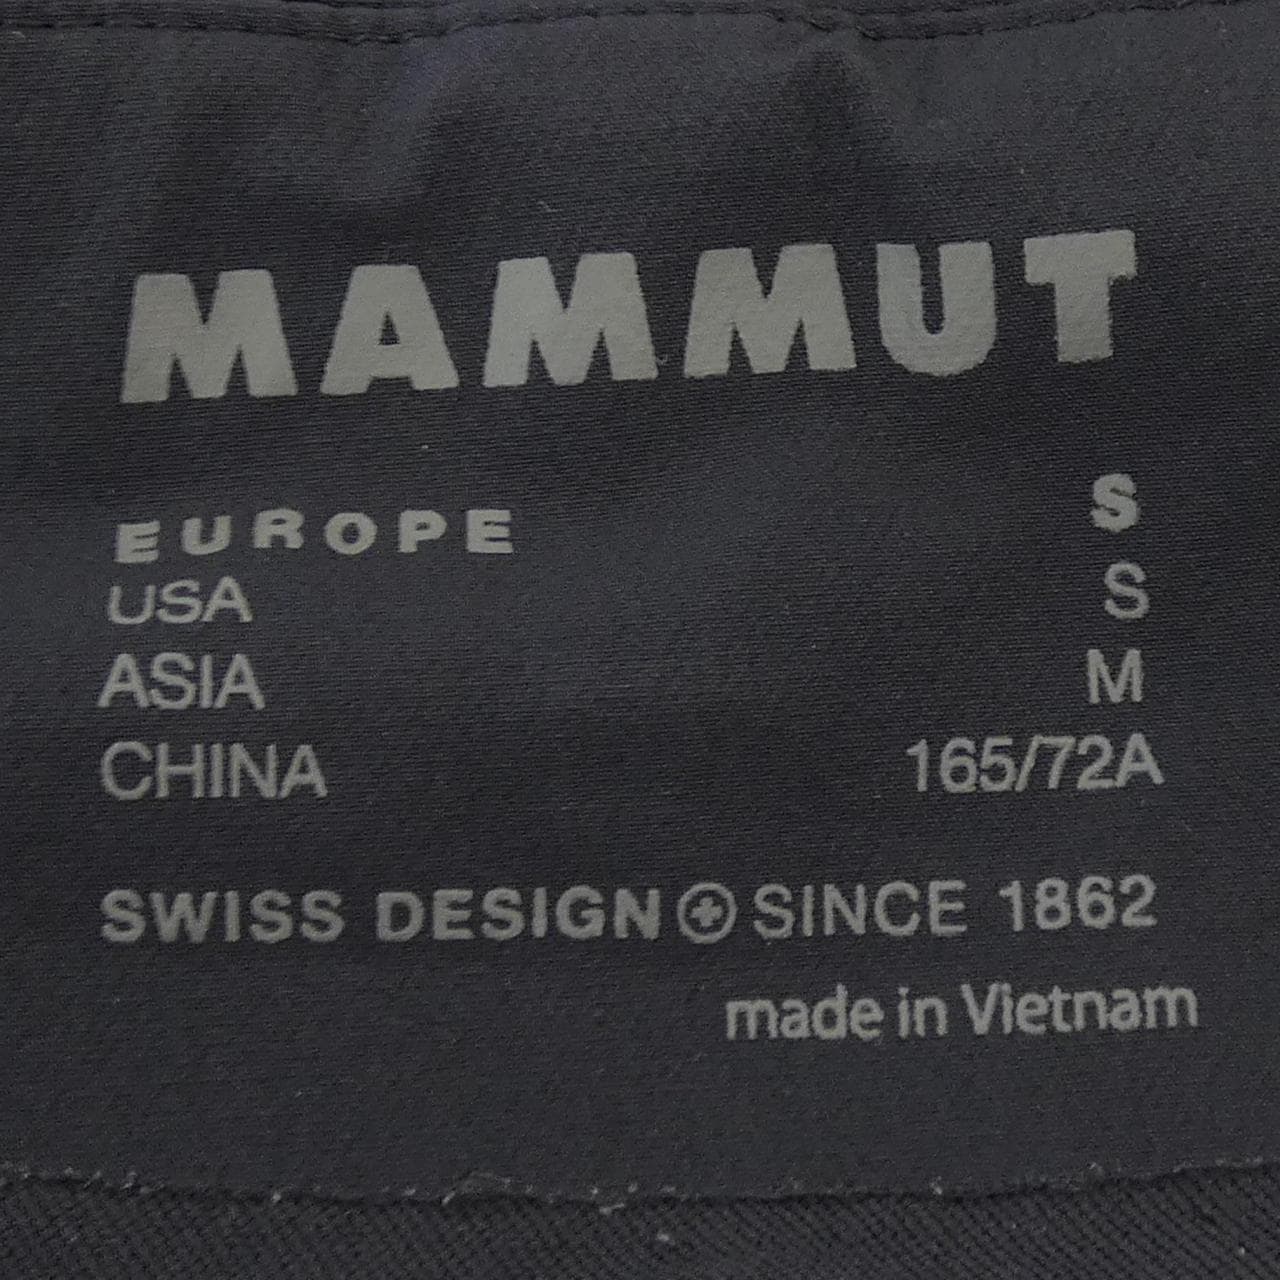 MAMMUT
EUROPE S
USA S
ASIA M
CHINA 165/72A
SWISS DESIGN SINCE 1862
made in Vietnam